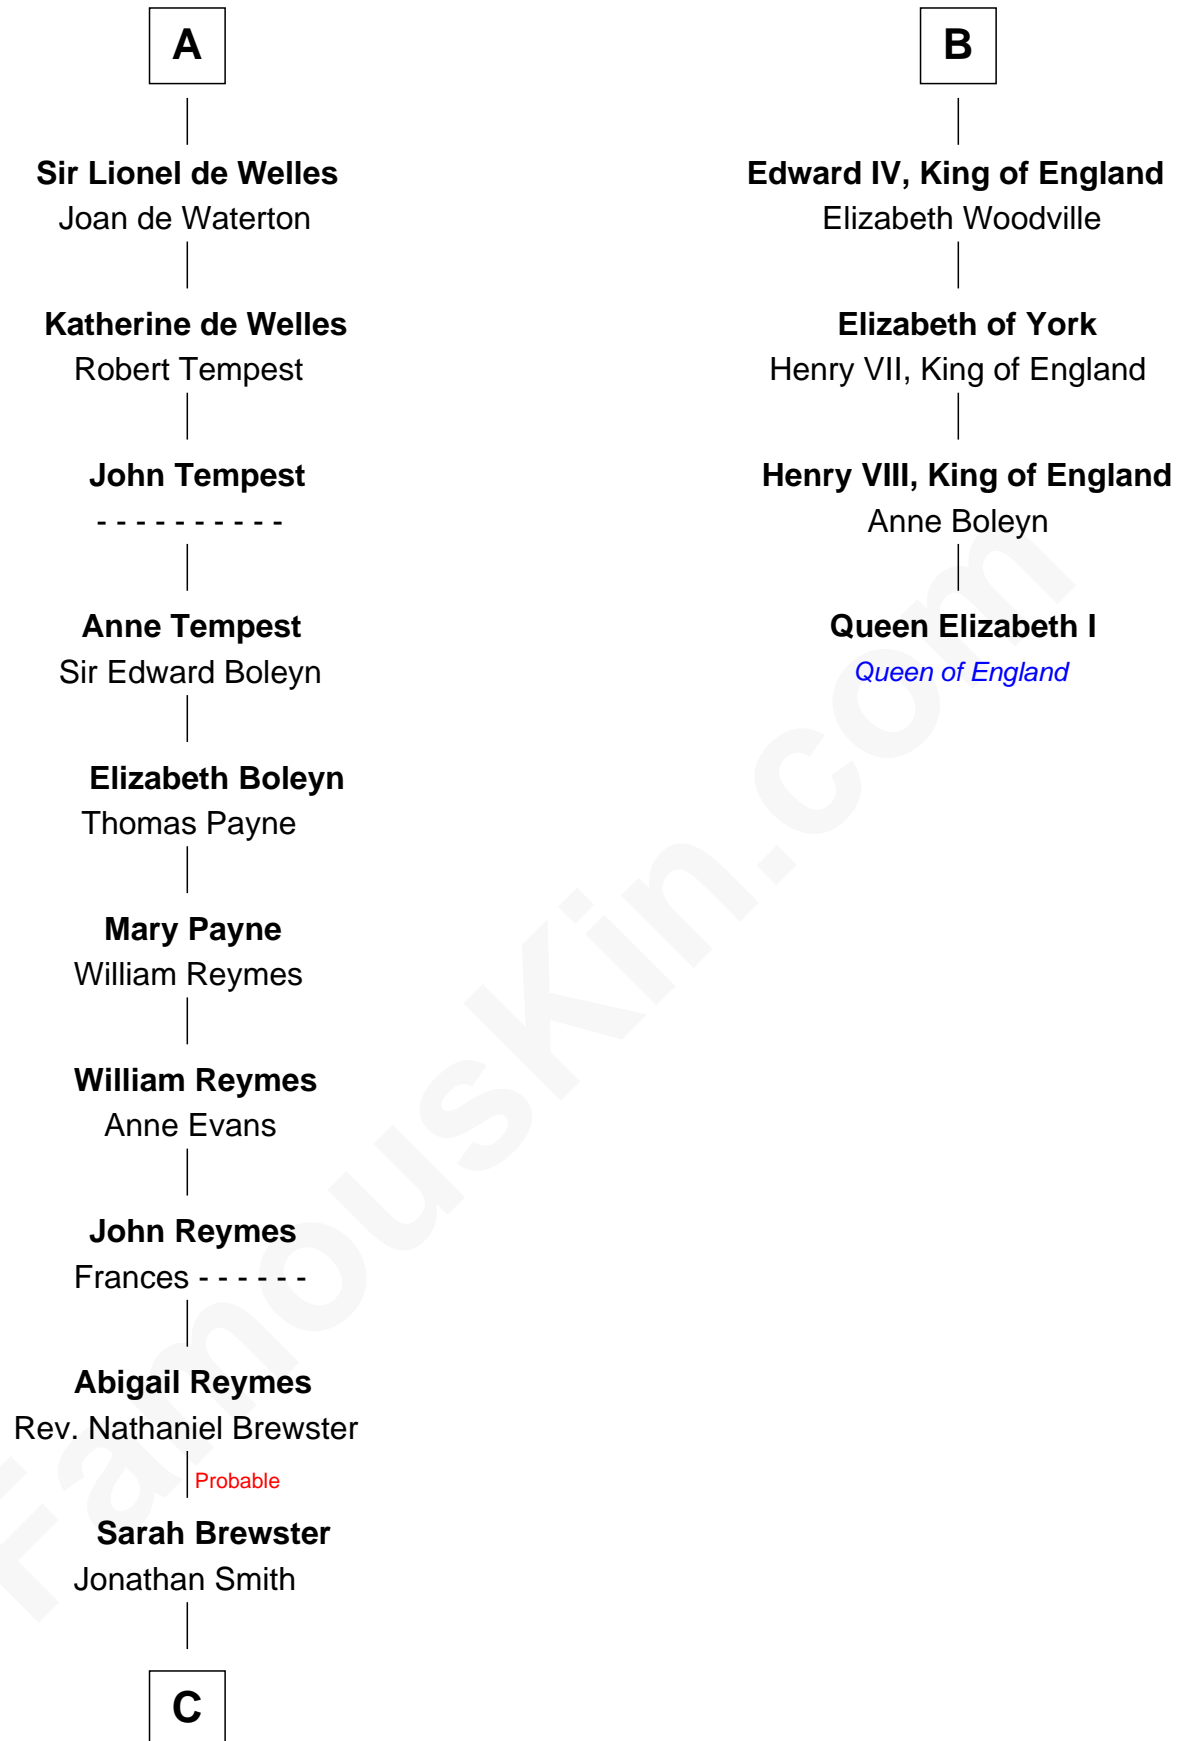 A
Sir Lionel de Welles
Joan de Waterton
Katherine de Welles
Robert Tempest
John Tempest
- - - - - - - - - -
Anne Tempest
Sir Edward Boleyn
Elizabeth Boleyn
Thomas Payne
Mary Payne
William Reymes
William Reymes
Anne Evans
John Reymes
Frances - - - - - -
Abigail Reymes
Rev. Nathaniel Brewster
Probable
Sarah Brewster
Jonathan Smith
C
B
Edward IV, King of England
Elizabeth Woodville
Elizabeth of York
Henry VII, King of England
Henry VIII, King of England
Anne Boleyn
Queen Elizabeth I
Queen of England
FamousKin.com